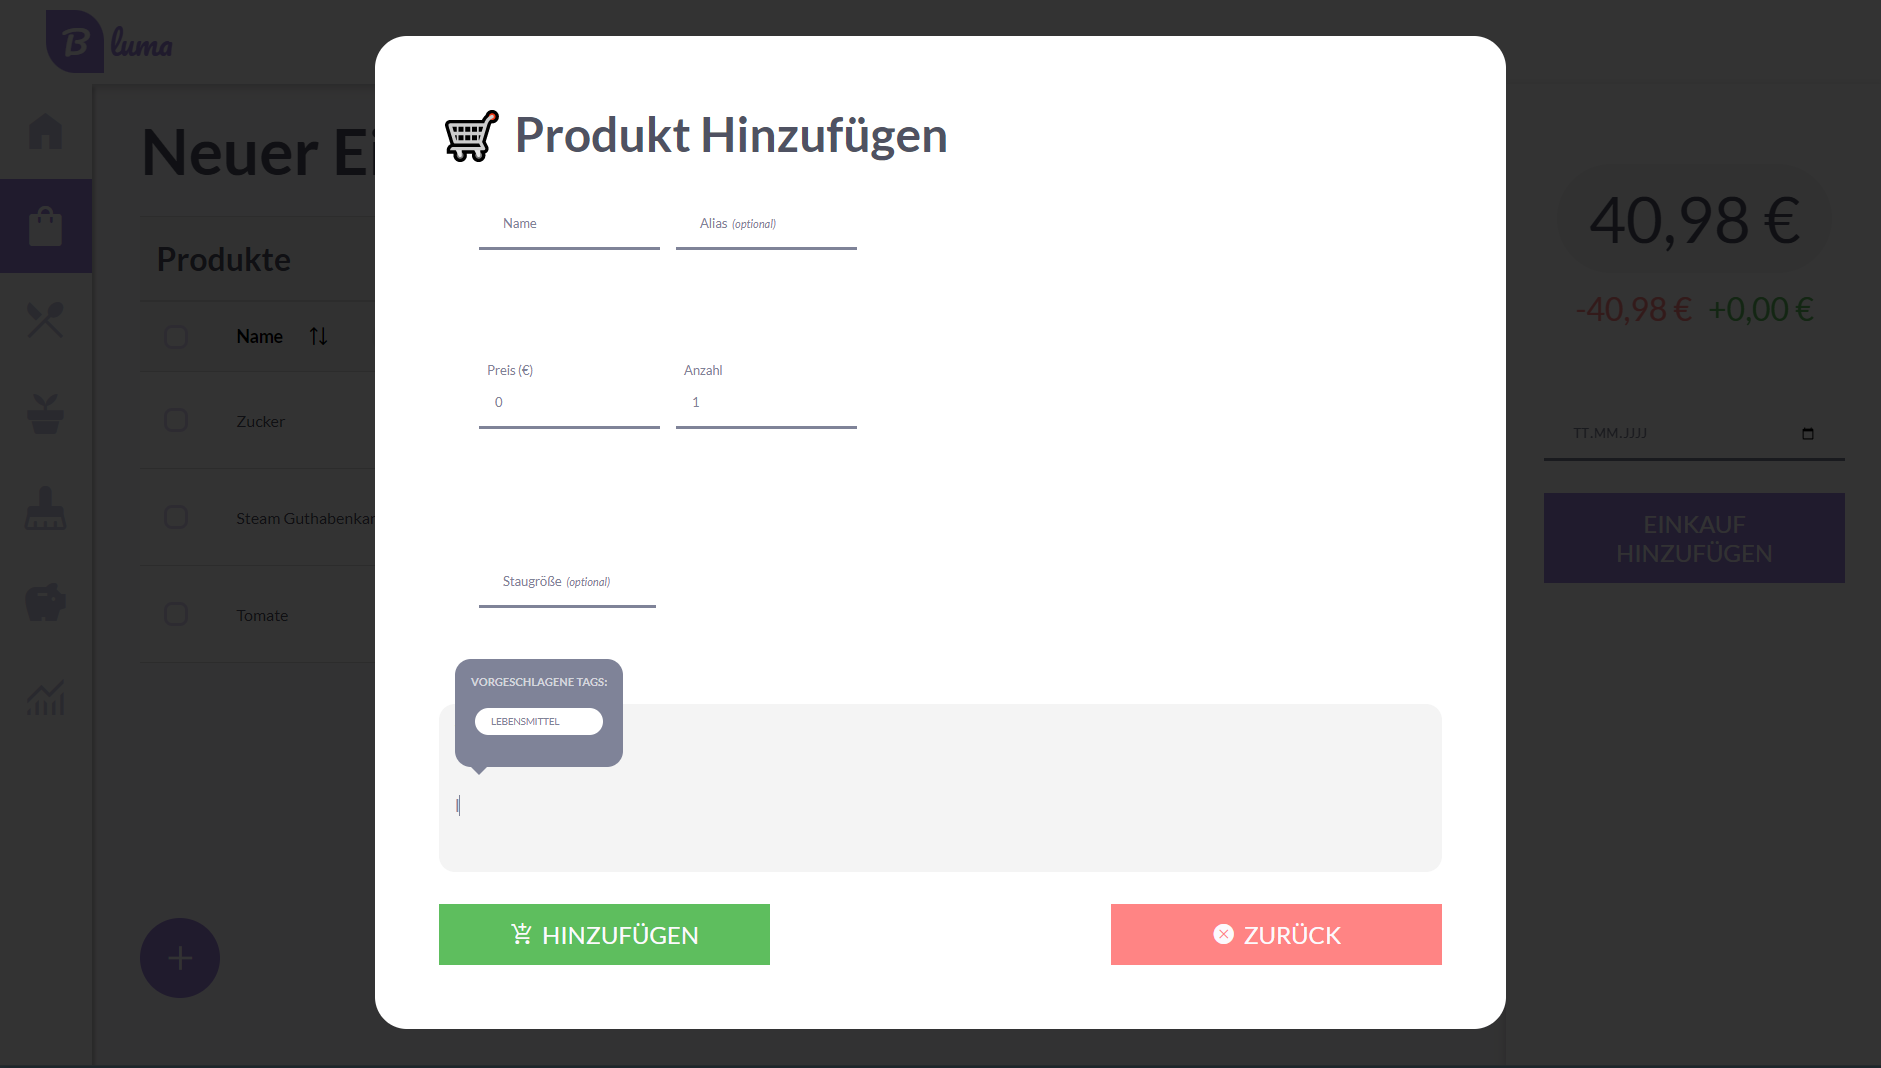 B luma
Neuer Ei
Produkte
Name
Zucker
Steam Guthabenkar
Tomate
Produkt Hinzufügen
Name
Alias (optional)
Preis (€)
Anzahl
0
1
Staugröße (optional)
VORGESCHLAGENE TAGS:
LEBENSMITTEL
l
HINZUFÜGEN
ZURÜCK
40,98 €
-40,98 € +0,00 €
TT.MM.JJJJ
EINKAUF
HINZUFÜGEN